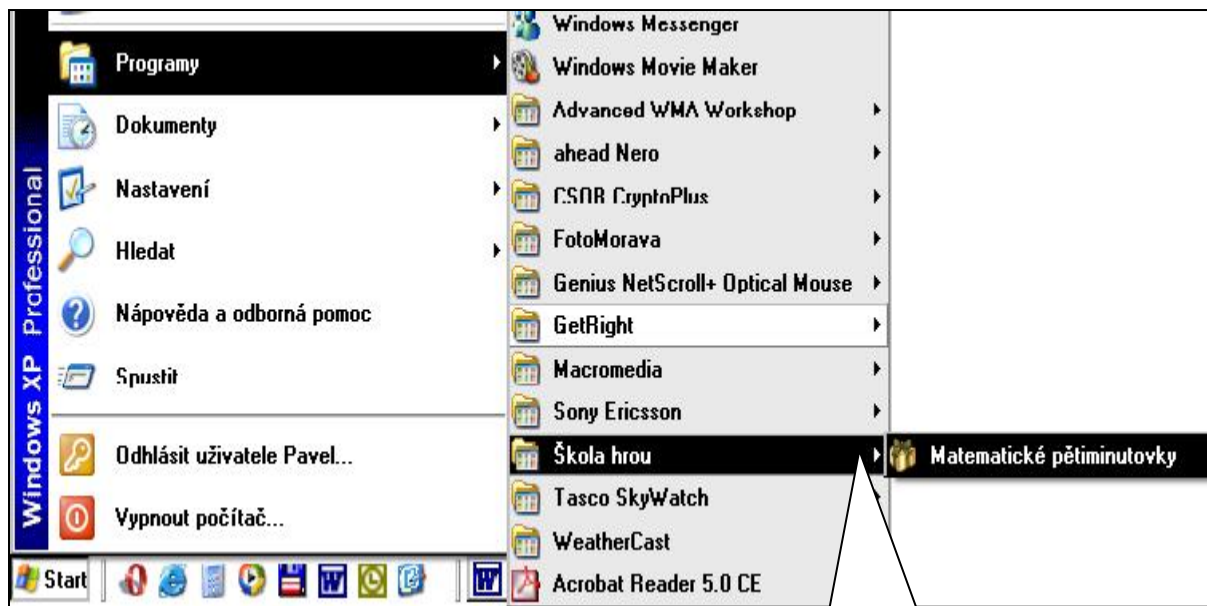 Windows XP Professional
Programy
Dokumenty
Nastavení
Hledat
Nápověda a odborná pomoc
Spustit
Odhlásit uživatele Pavel...
Vypnout počítač...
Start
Windows Messenger
Windows Movie Maker
Advanced WMA Workshop
ahead Nero
ČSOB CryptoPlus
FotoMorava
Genius NetScroll+ Optical Mouse
GetRight
Macromedia
Sony Ericsson
Škola hrou
Tasco SkyWatch
WeatherCast
Acrobat Reader 5.0 CE
Matematické pětiminutovky